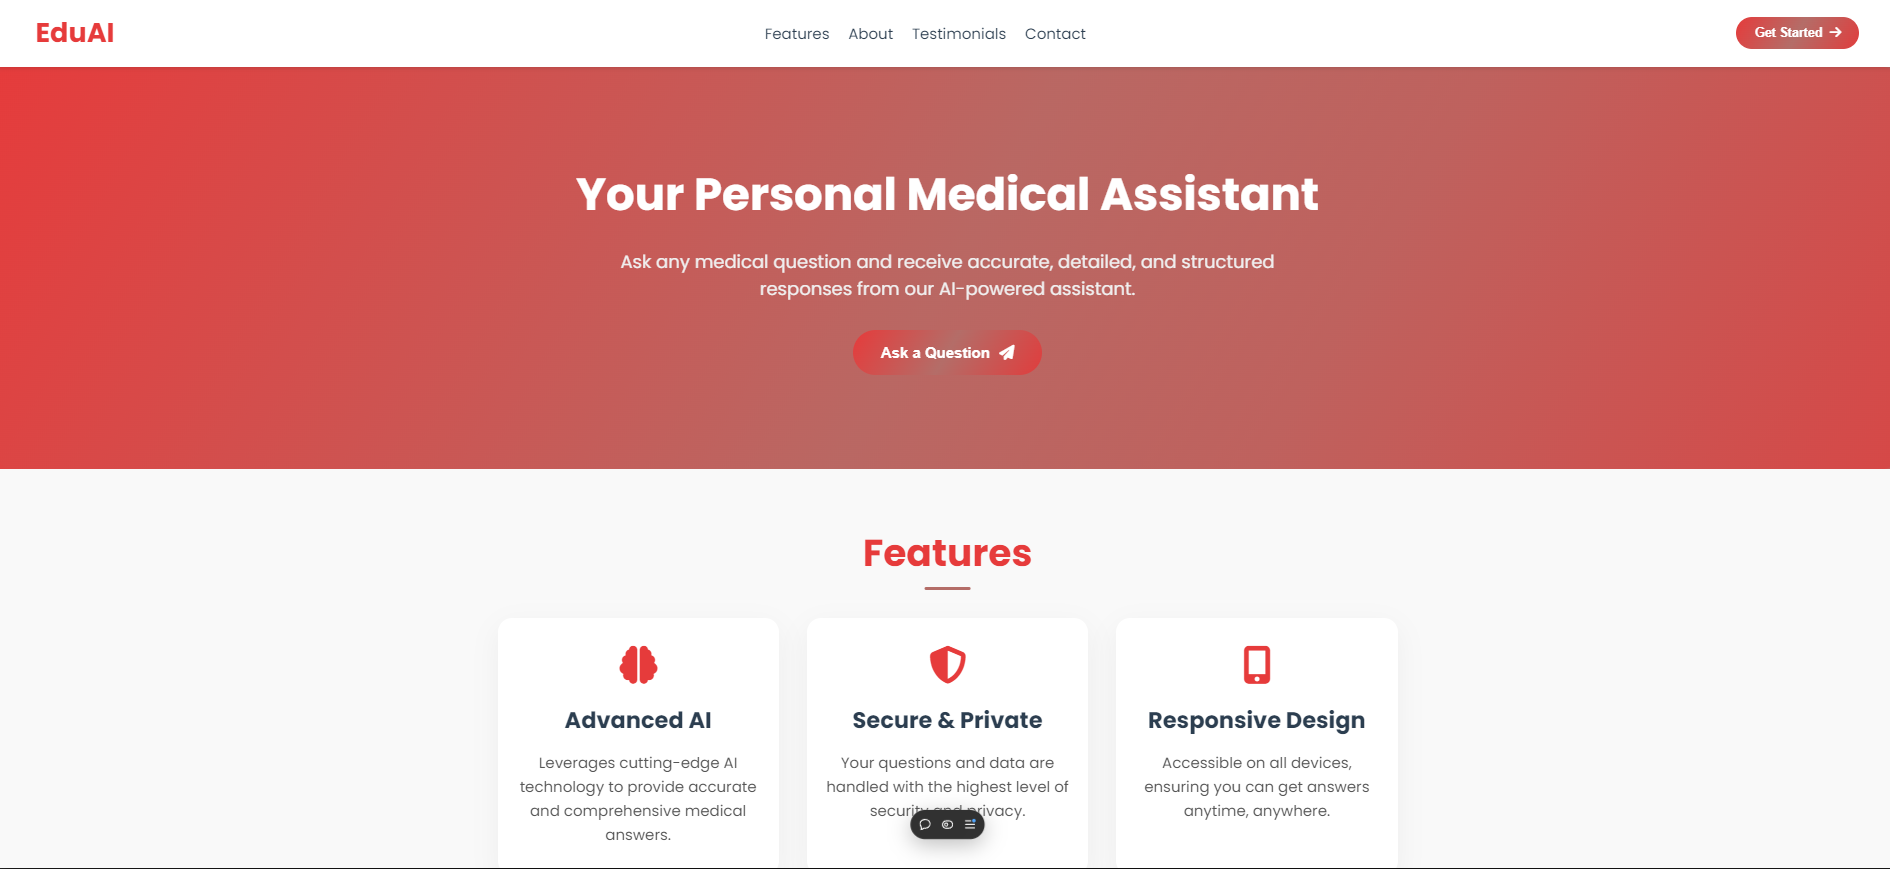 EduAI
Features
About
Testimonials
Contact
Get Started
Your Personal Medical Assistant
Ask any medical question and receive accurate, detailed, and structured
responses from our AI-powered assistant.
Ask a Question
Features
Advanced AI
Leverages cutting-edge AI
technology to provide accurate
and comprehensive medical
answers.
Secure & Private
Your questions and data are
handled with the highest level of
security and privacy.
Responsive Design
Accessible on all devices,
ensuring you can get answers
anytime, anywhere.